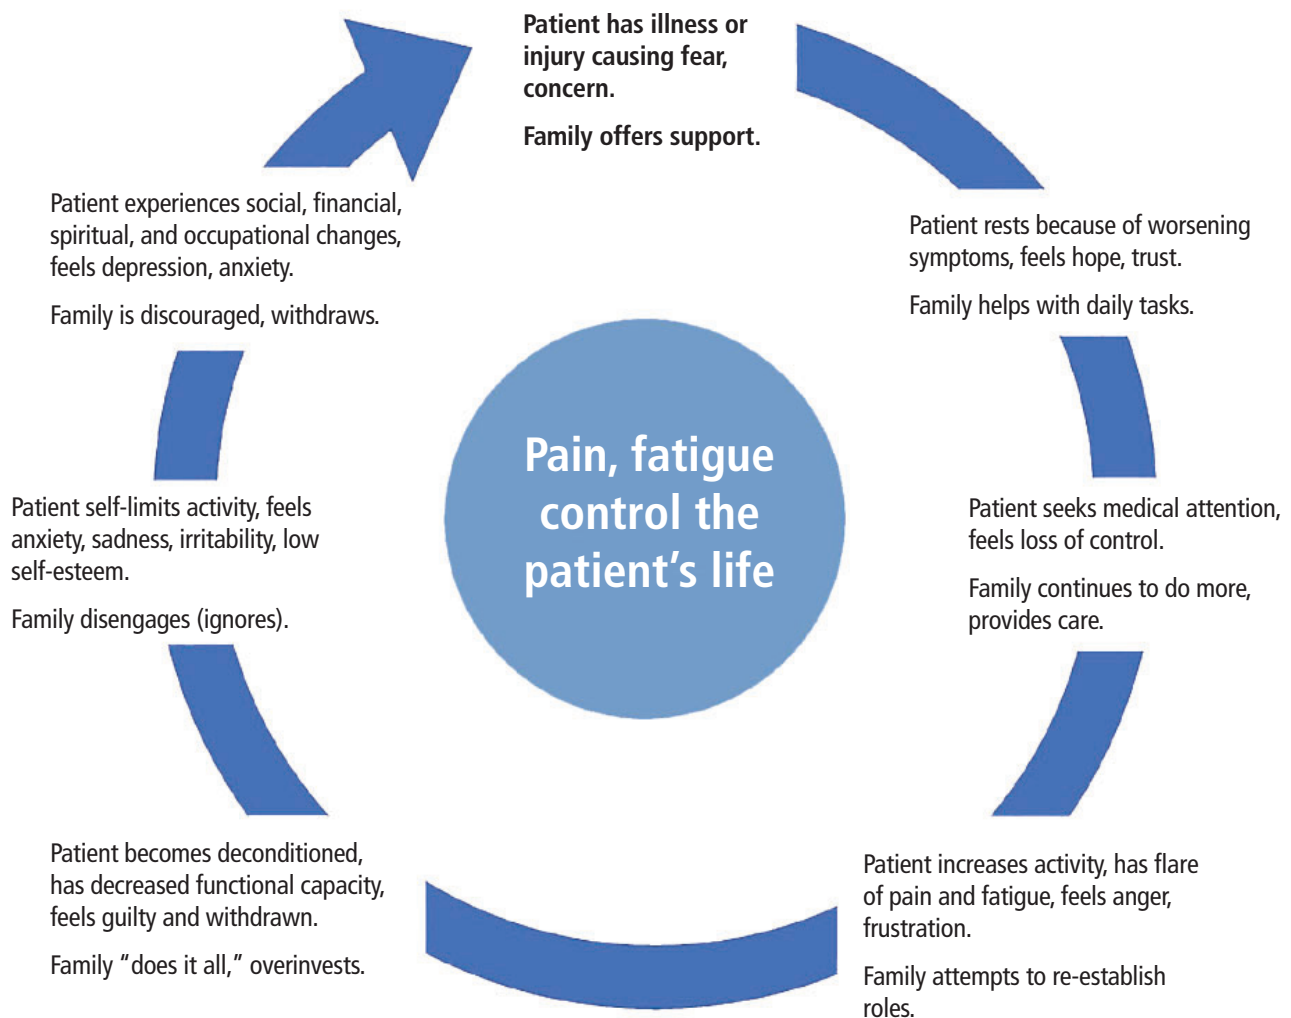 Patient has illness or
injury causing fear,
concern.
Family offers support.
Patient rests because of worsening
symptoms, feels hope, trust.
Family helps with daily tasks.
Patient seeks medical attention,
feels loss of control.
Family continues to do more,
provides care.
Patient increases activity, has flare
of pain and fatigue, feels anger,
frustration.
Family attempts to re-establish
roles.
Patient becomes deconditioned,
has decreased functional capacity,
feels guilty and withdrawn.
Family “does it all,” overinvests.
Patient self-limits activity, feels
anxiety, sadness, irritability, low
self-esteem.
Family disengages (ignores).
Patient experiences social, financial,
spiritual, and occupational changes,
feels depression, anxiety.
Family is discouraged, withdraws.
Pain, fatigue
control the
patient’s life